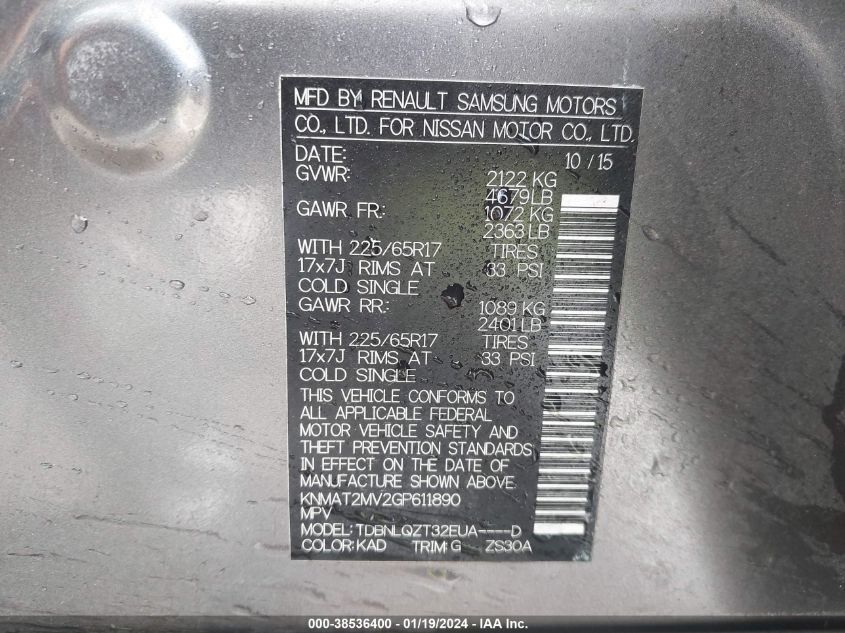 MFD BY RENAULT SAMSUNG MOTORS
CO., LTD. FOR NISSAN MOTOR CO., LTD.
DATE: 10 / 15
GVWR: 2122 KG
4679 LB
GAWR FR.: 1072 KG
2363 LB
WITH 225/65R17 TIRES
17x7J RIMS AT 33 PSI
COLD SINGLE
GAWR RR.: 1089 KG
2401 LB
WITH 225/65R17 TIRES
17x7J RIMS AT 33 PSI
COLD SINGLE
THIS VEHICLE CONFORMS TO
ALL APPLICABLE FEDERAL
MOTOR VEHICLE SAFETY AND
THEFT PREVENTION STANDARDS
IN EFFECT ON THE DATE OF
MANUFACTURE SHOWN ABOVE.
KNMAT2MV2GP611890
MPV
MODEL: TDBNLQZT32EUA----D
COLOR: KAD TRIM: G ZS30A
000-38536400 - 01/19/2024 - IAA Inc.